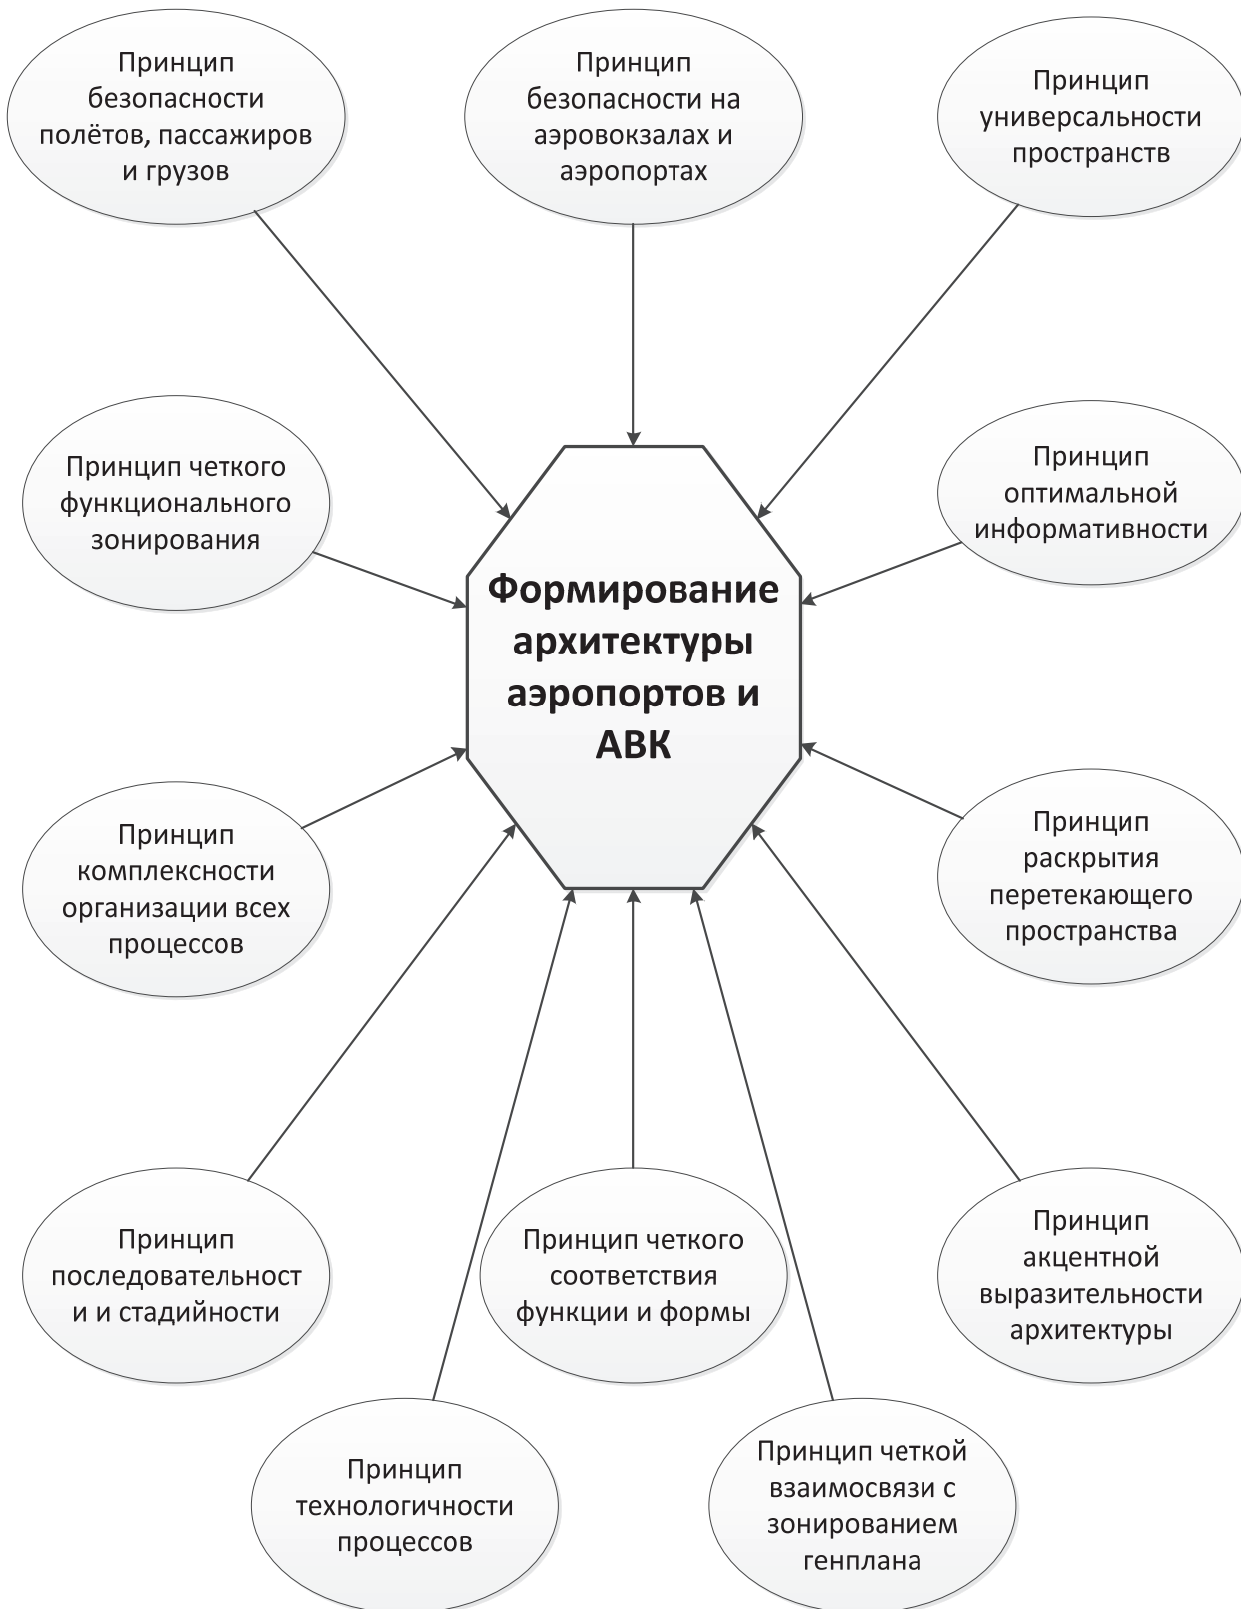 Принцип
безопасности
полётов, пассажиров
и грузов
Принцип
безопасности на
аэровокзалах и
аэропортах
Принцип
универсальности
пространств
Принцип четкого
функционального
зонирования
Принцип
оптимальной
информативности
Формирование
архитектуры
аэропортов и
АВК
Принцип
комплексности
организации всех
процессов
Принцип
раскрытия
перетекающего
пространства
Принцип
последовательност
и и стадийности
Принцип четкого
соответствия
функции и формы
Принцип
акцентной
выразительности
архитектуры
Принцип
технологичности
процессов
Принцип четкой
взаимосвязи с
зонированием
генплана